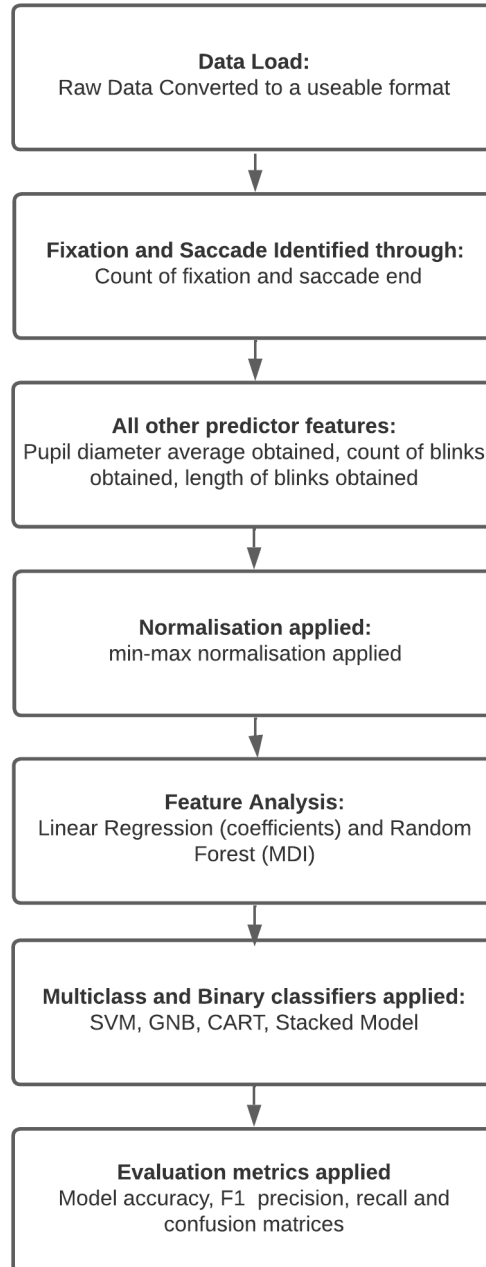 Data Load:
Raw Data Converted to a useable format
Fixation and Saccade Identified through:
Count of fixation and saccade end
All other predictor features:
Pupil diameter average obtained, count of blinks
obtained, length of blinks obtained
Normalisation applied:
min-max normalisation applied
Feature Analysis:
Linear Regression (coefficients) and Random
Forest (MDI)
Multiclass and Binary classifiers applied:
SVM, GNB, CART, Stacked Model
Evaluation metrics applied
Model accuracy, F1  precision, recall and
confusion matrices